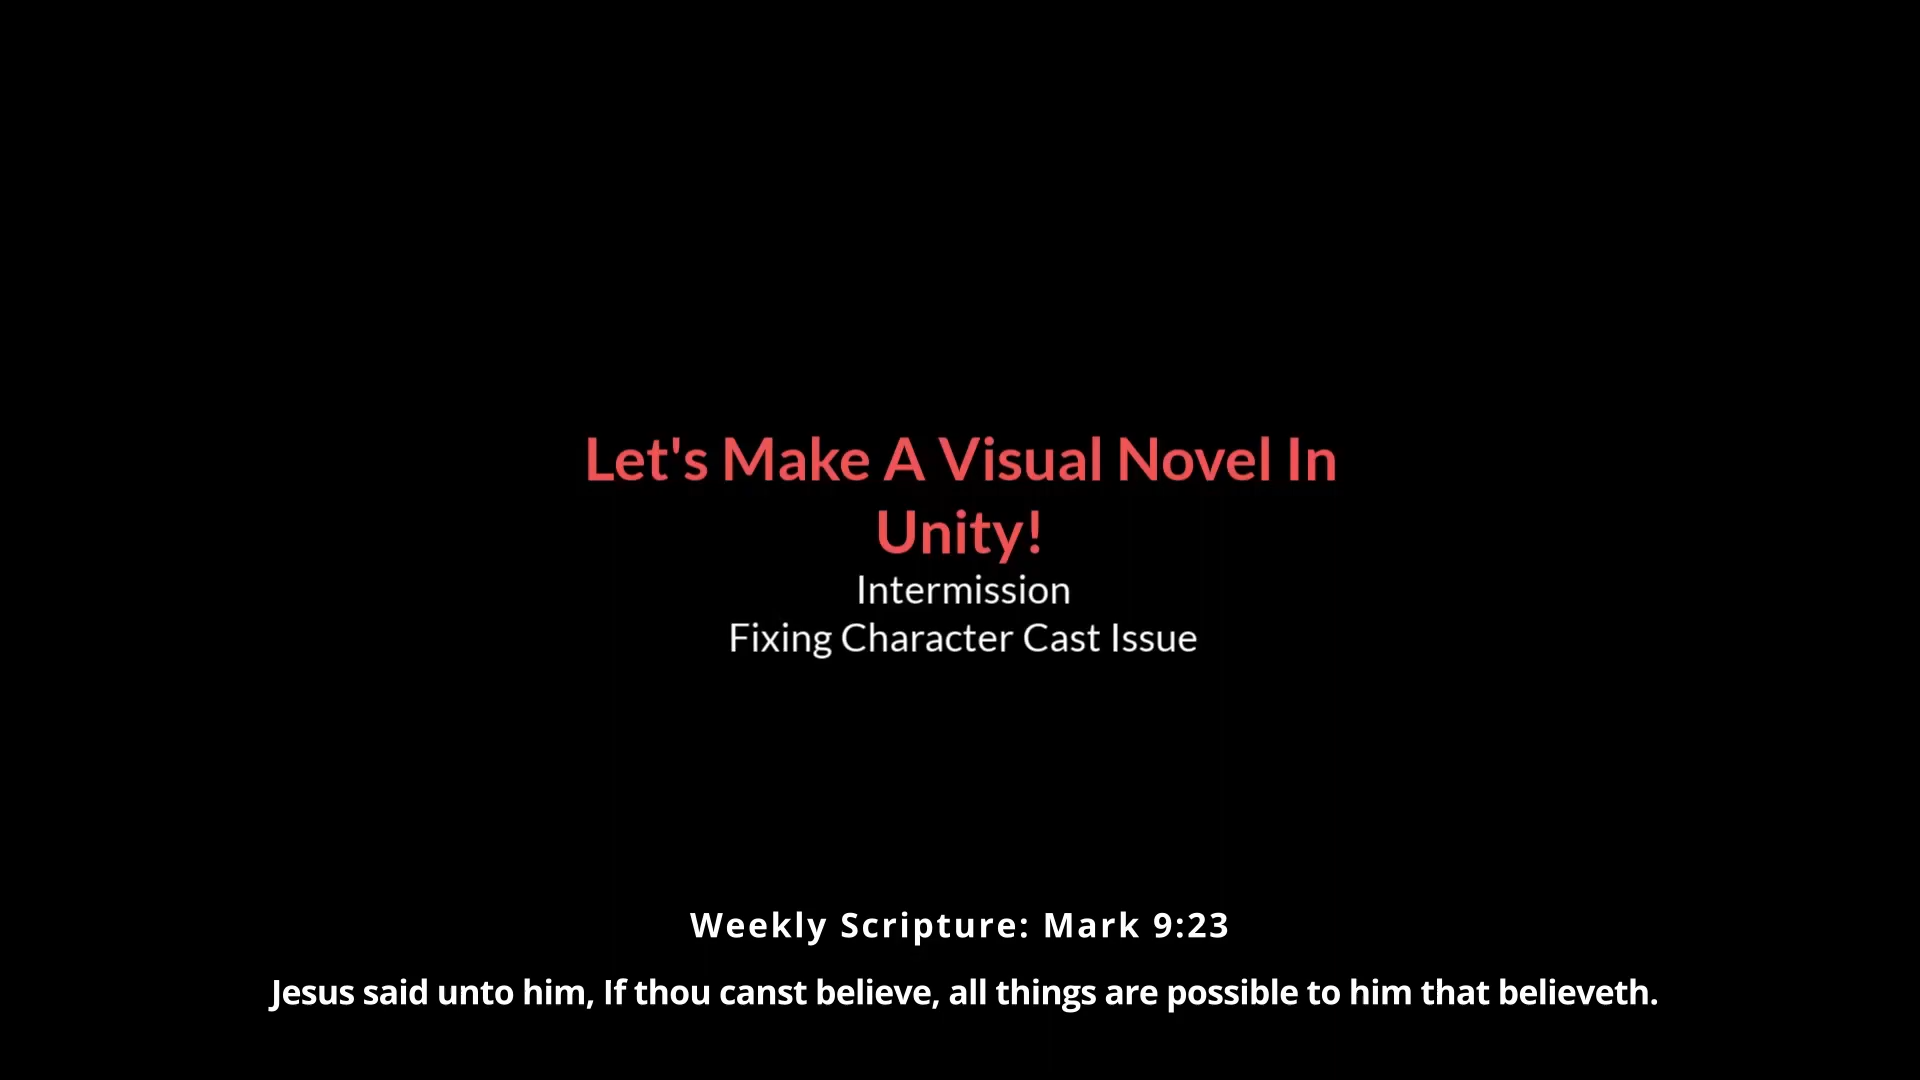 Let's Make A Visual Novel In
Unity!
Intermission
Fixing Character Cast Issue
Weekly Scripture: Mark 9:23
Jesus said unto him, If thou canst believe, all things are possible to him that believeth.